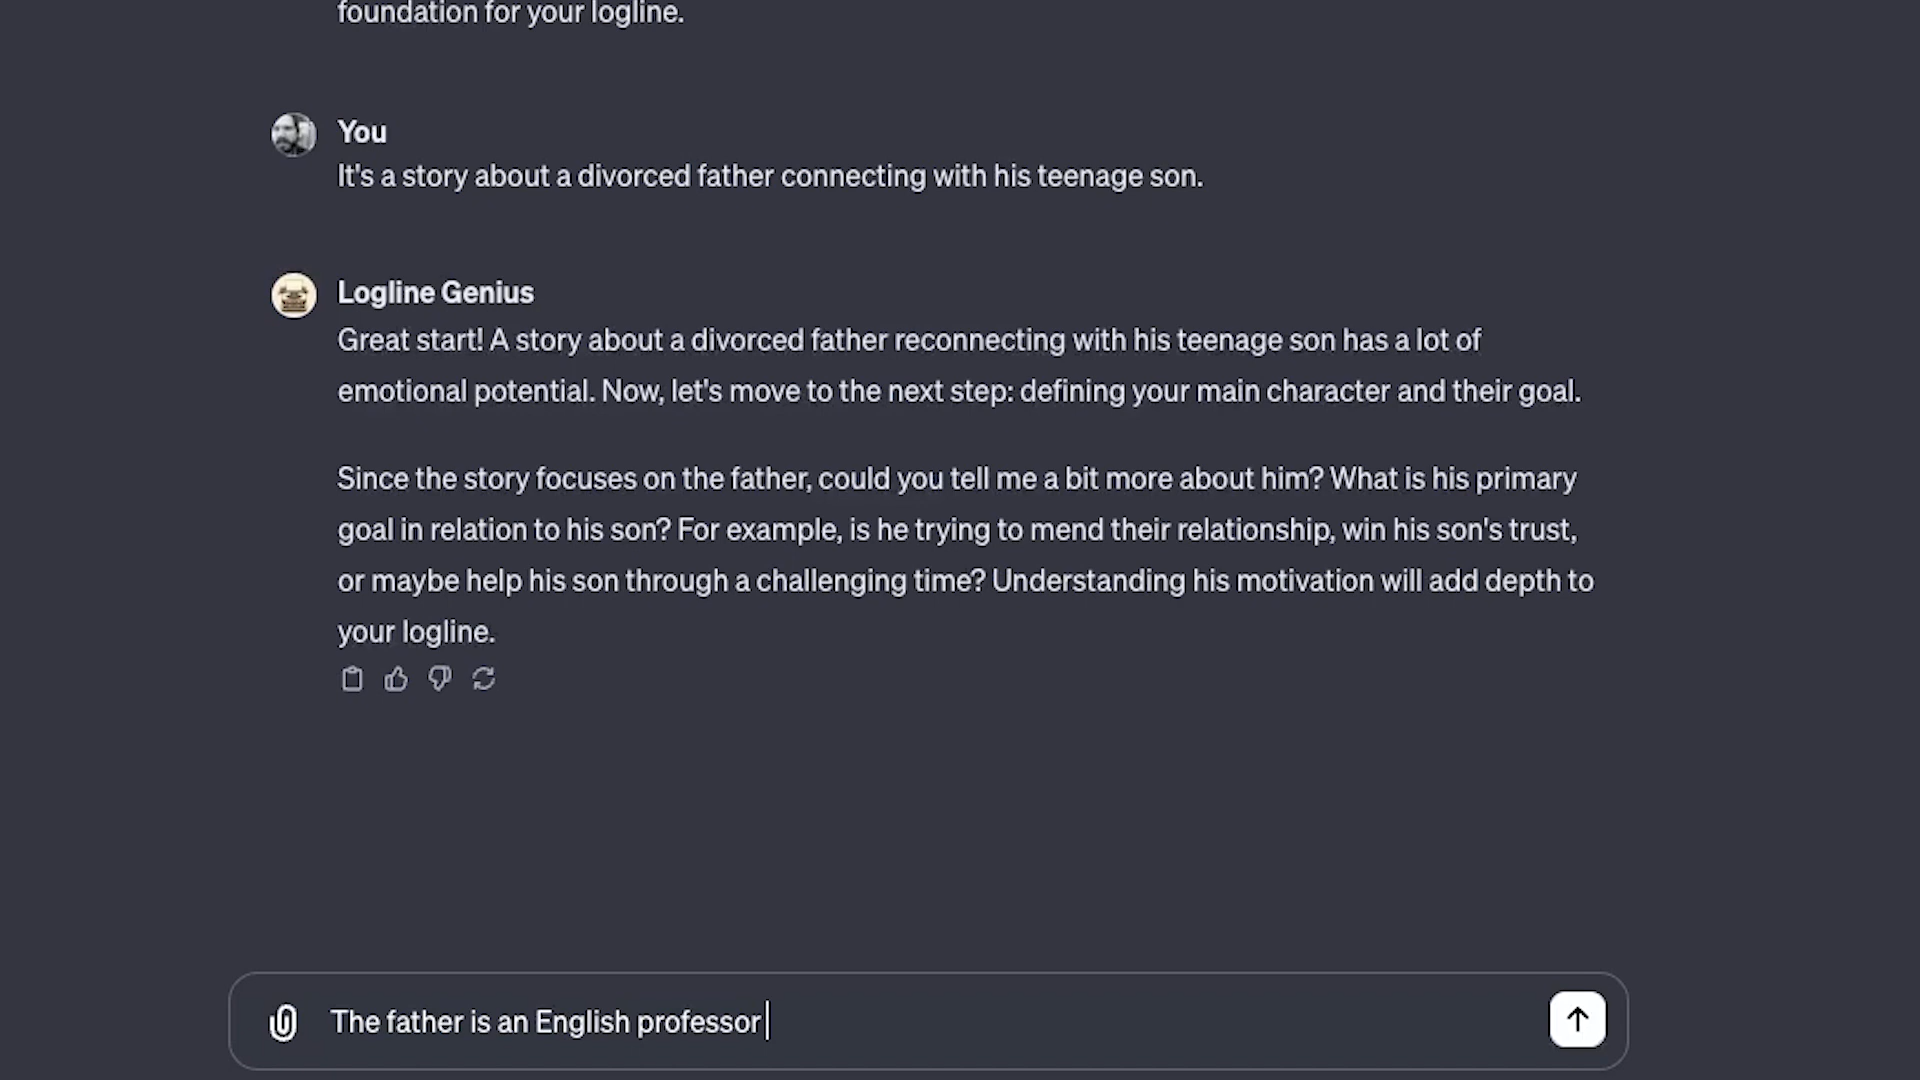 foundation for your logline.
You
It's a story about a divorced father connecting with his teenage son.
Logline Genius
Great start! A story about a divorced father reconnecting with his teenage son has a lot of
emotional potential. Now, let's move to the next step: defining your main character and their goal.
Since the story focuses on the father, could you tell me a bit more about him? What is his primary
goal in relation to his son? For example, is he trying to mend their relationship, win his son's trust,
or maybe help his son through a challenging time? Understanding his motivation will add depth to
your logline.
The father is an English professor